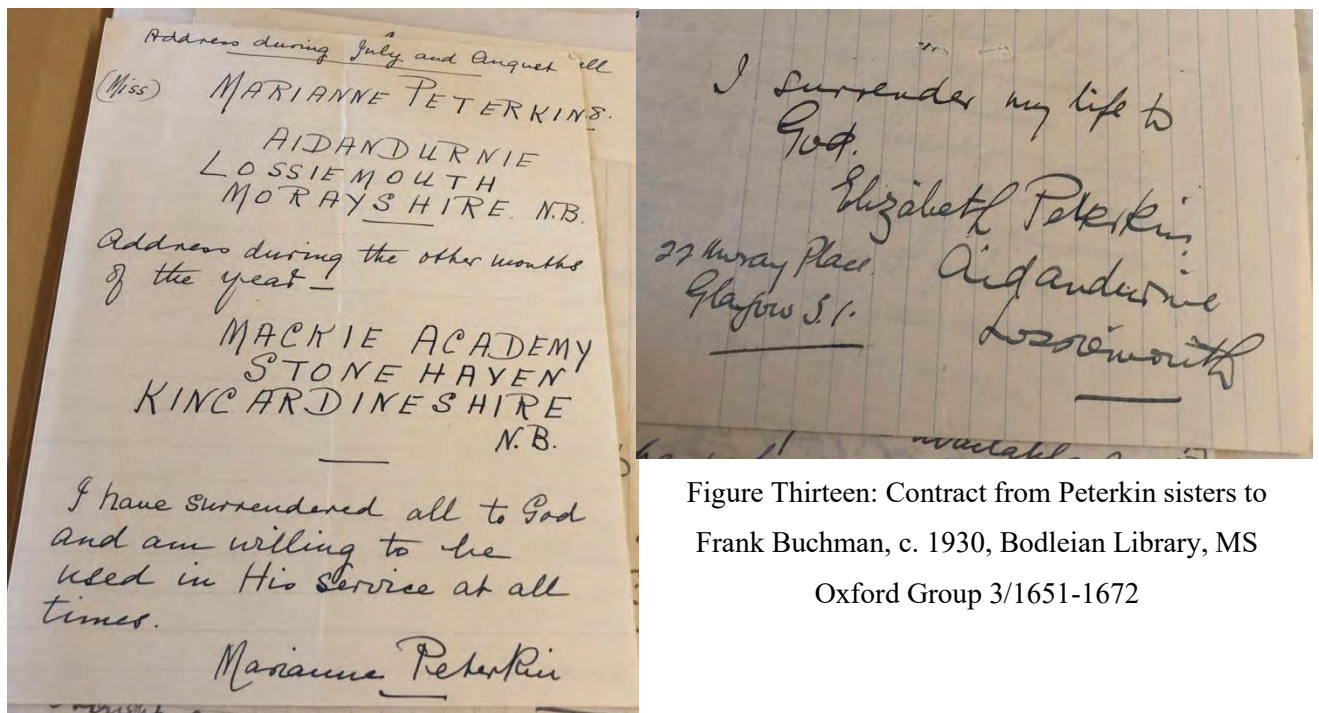 Address during July and August
(Miss) MARIANNE PETERKIN
AIDANDURNIE
LOSSIEMOUTH
MORAYSHIRE. N.B.
Address during the other months
of the year—
MACKIE ACADEMY
STONEHAVEN
KINCARDINESHIRE
N.B.
I have surrendered all to God
and am willing to be
used in His service at all
times.
Marianne Peterkin
I surrender my life to
God.
Elizabeth Peterkin
Aidandurnie
Lossiemouth
27 Moray Place
Glasgow S.1.
available
Figure Thirteen: Contract from Peterkin sisters to
Frank Buchman, c. 1930, Bodleian Library, MS
Oxford Group 3/1651-1672